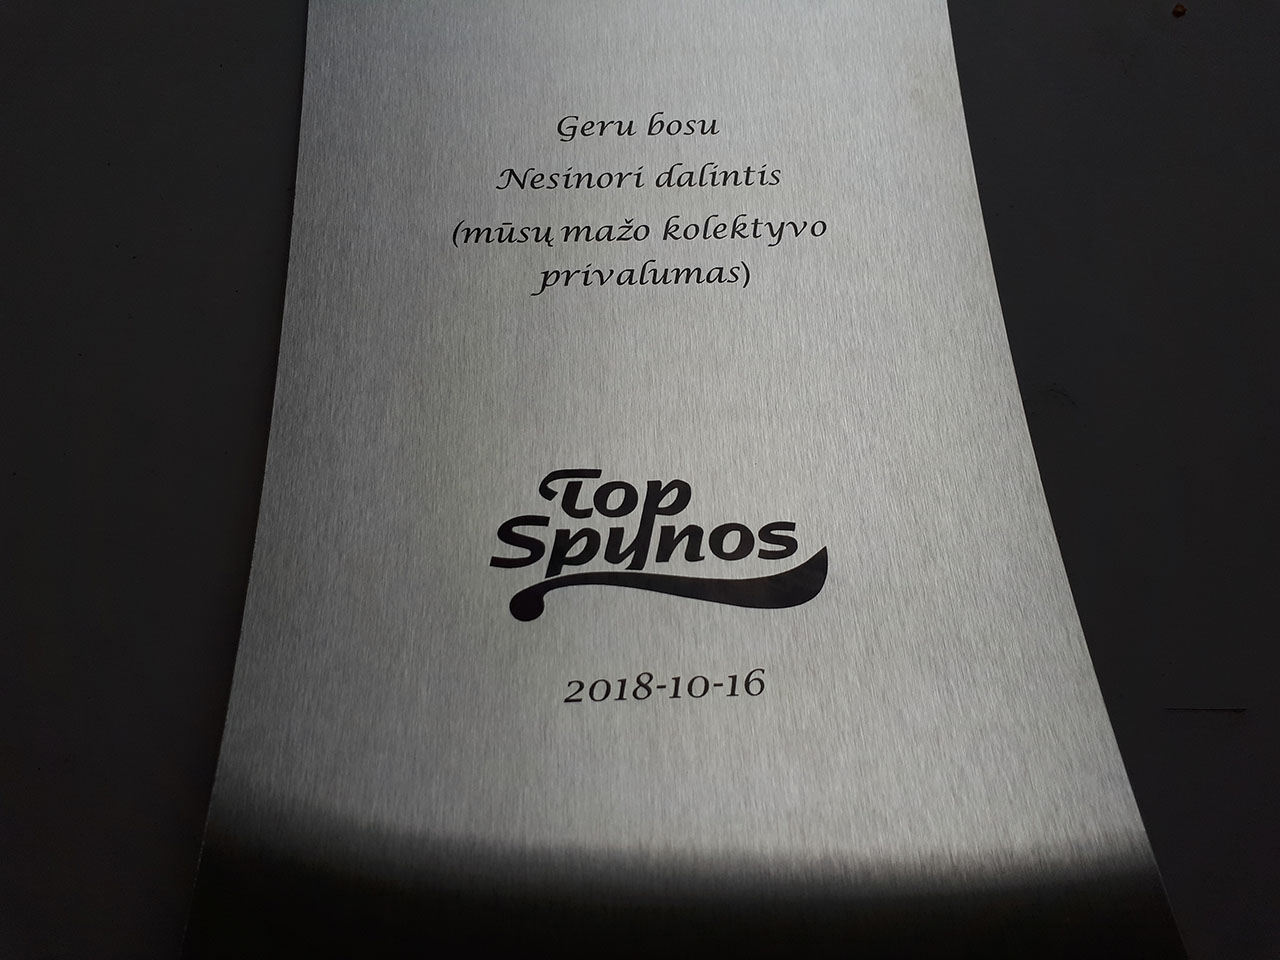 Geru bosu
Nesinori dalintis
(mūsų mažo kolektyvo
privalumas)
Top
Spynos
2018-10-16